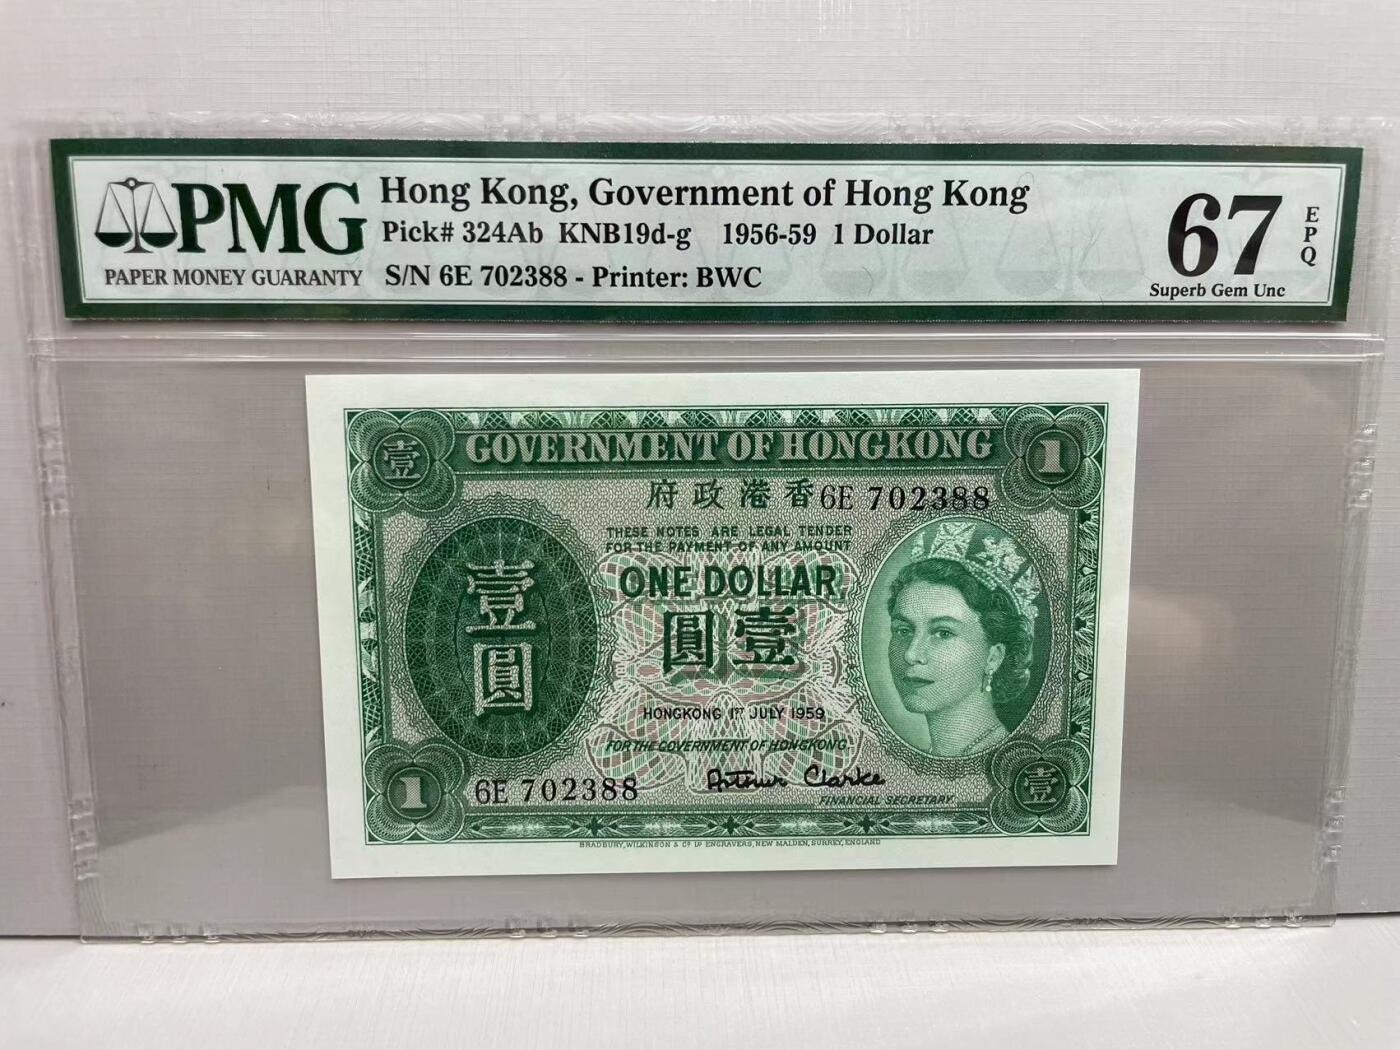 PMG
PAPER MONEY GUARANTY
Hong Kong, Government of Hong Kong
Pick# 324Ab KNB19d-g 1956-59 1 Dollar
S/N 6E 702388 - Printer: BWC
67
EPQ
Superb Gem Unc
壹
GOVERNMENT OF HONGKONG
1
府政港香
6E 702388
THESE NOTES ARE LEGAL TENDER
FOR THE PAYMENT OF ANY AMOUNT
ONE DOLLAR
圓壹
壹圓
HONGKONG 1ST JULY 1959
FOR THE GOVERNMENT OF HONGKONG.
1
6E 702388
Arthur Clarke
FINANCIAL SECRETARY.
壹
BRADBURY, WILKINSON & Co Ld ENGRAVERS, NEW MALDEN, SURREY, ENGLAND